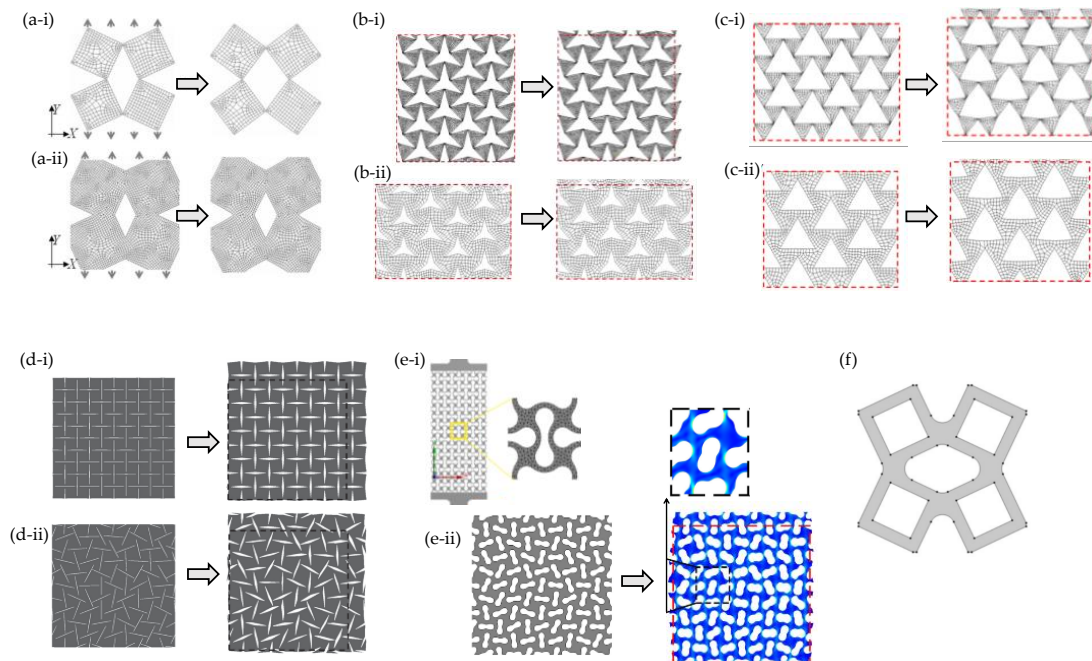 (a-i)
Y
X
(a-ii)
Y
X
(b-i)
(b-ii)
(c-i)
(c-ii)
(d-i)
(d-ii)
(e-i)
(e-ii)
(f)